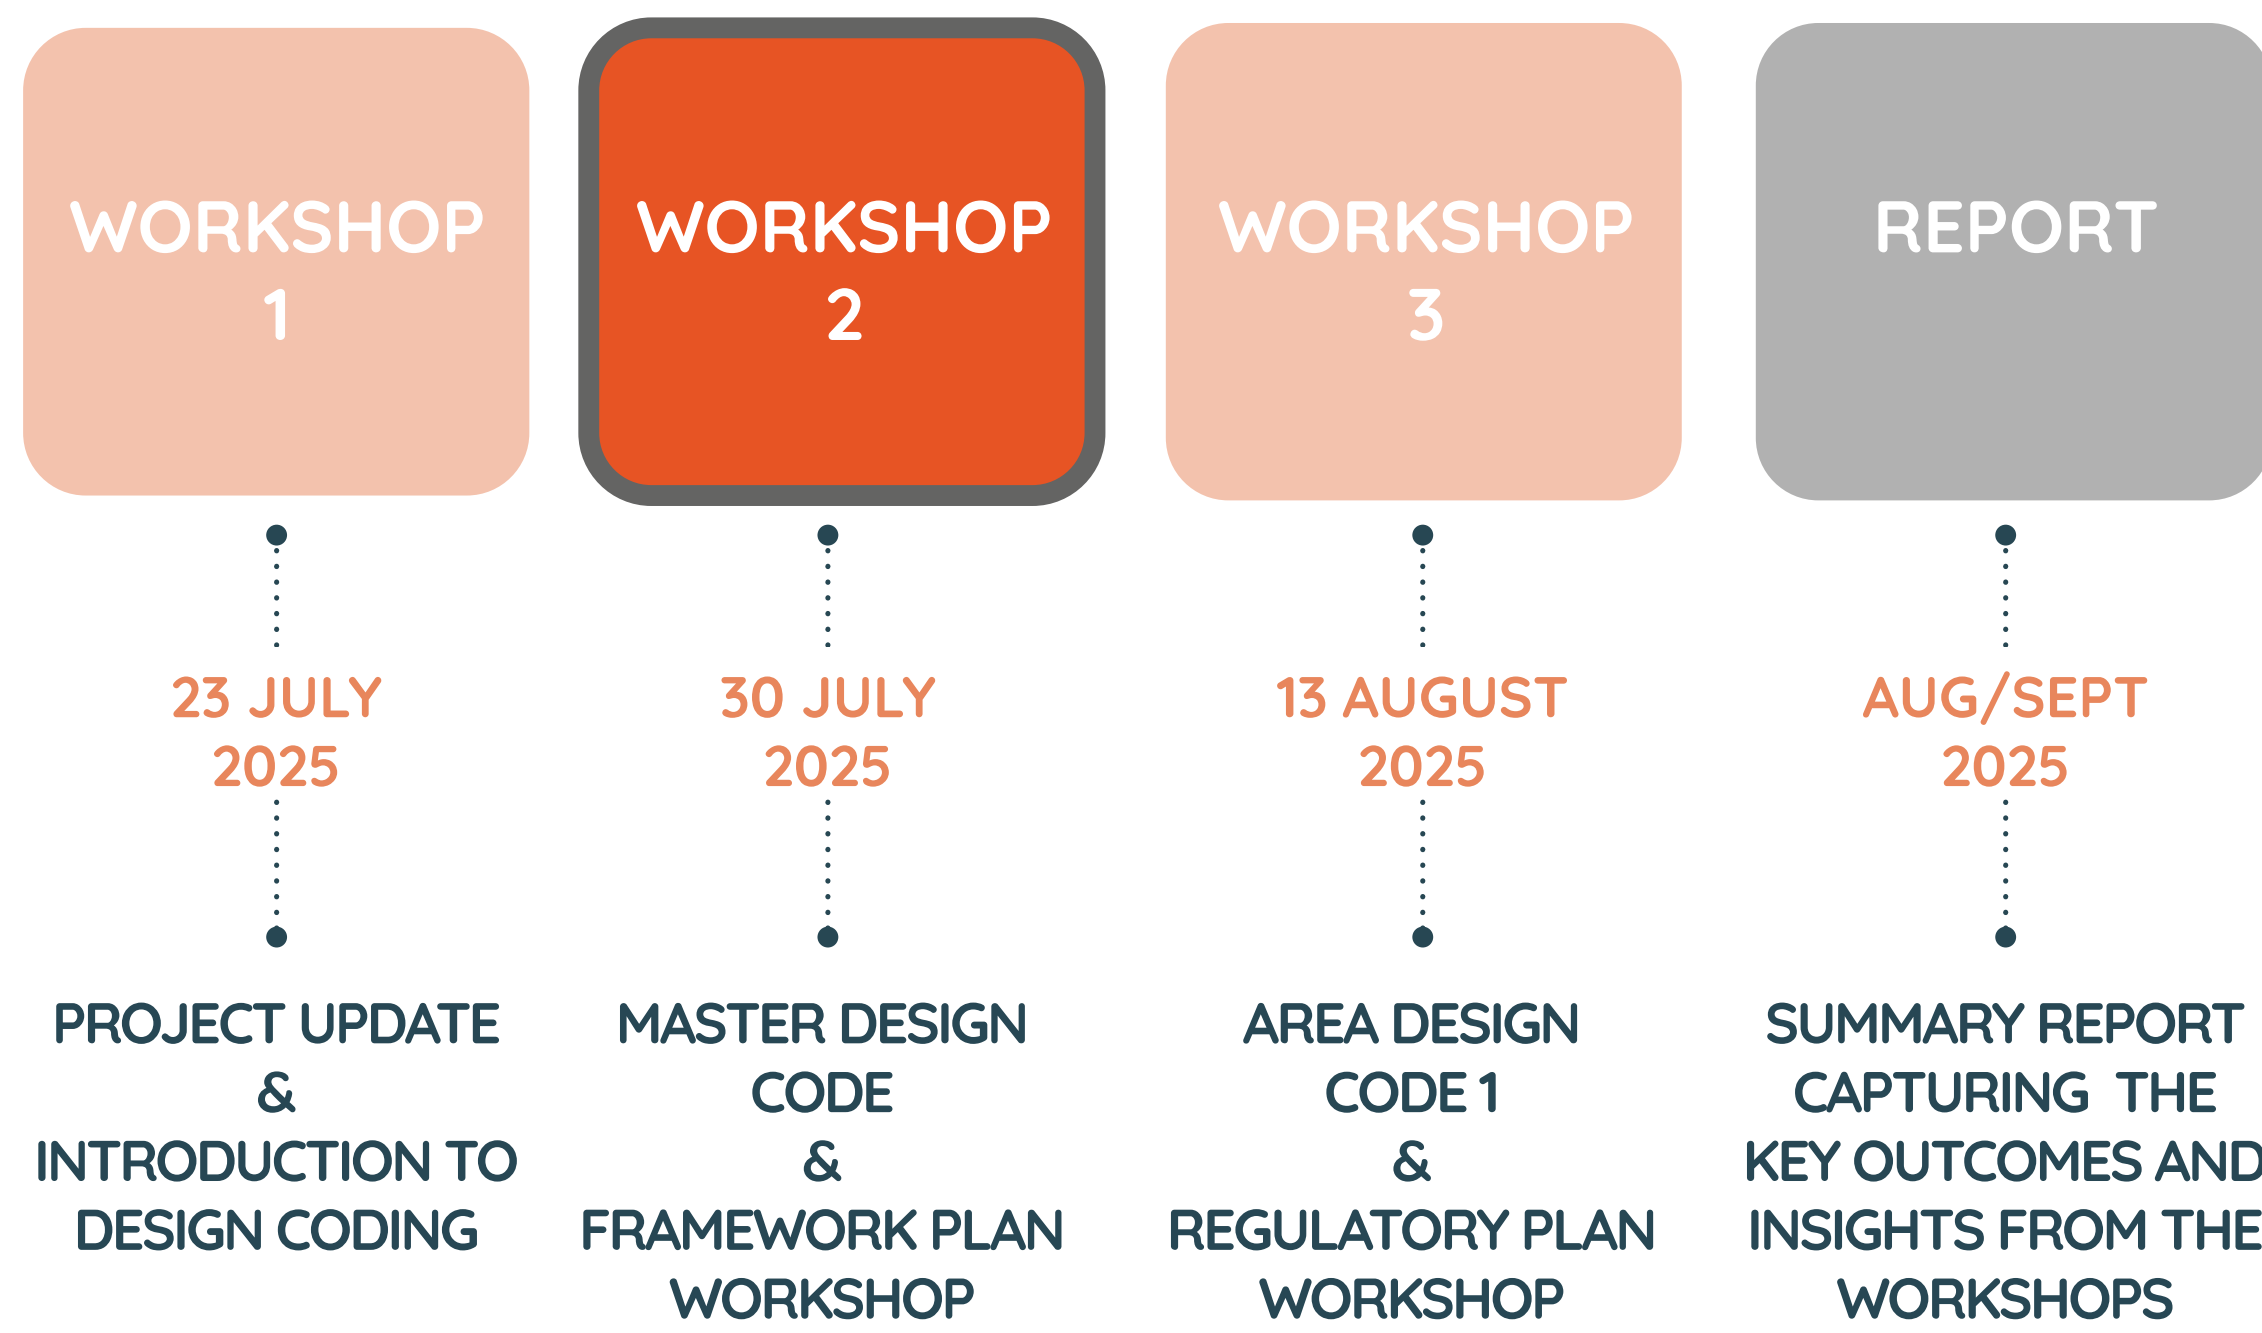 WORKSHOP
1
23 JULY
2025
PROJECT UPDATE
&
INTRODUCTION TO
DESIGN CODING
WORKSHOP
2
30 JULY
2025
MASTER DESIGN
CODE
&
FRAMEWORK PLAN
WORKSHOP
WORKSHOP
3
13 AUGUST
2025
AREA DESIGN
CODE 1
&
REGULATORY PLAN
WORKSHOP
REPORT
AUG/SEPT
2025
SUMMARY REPORT
CAPTURING THE
KEY OUTCOMES AND
INSIGHTS FROM THE
WORKSHOPS